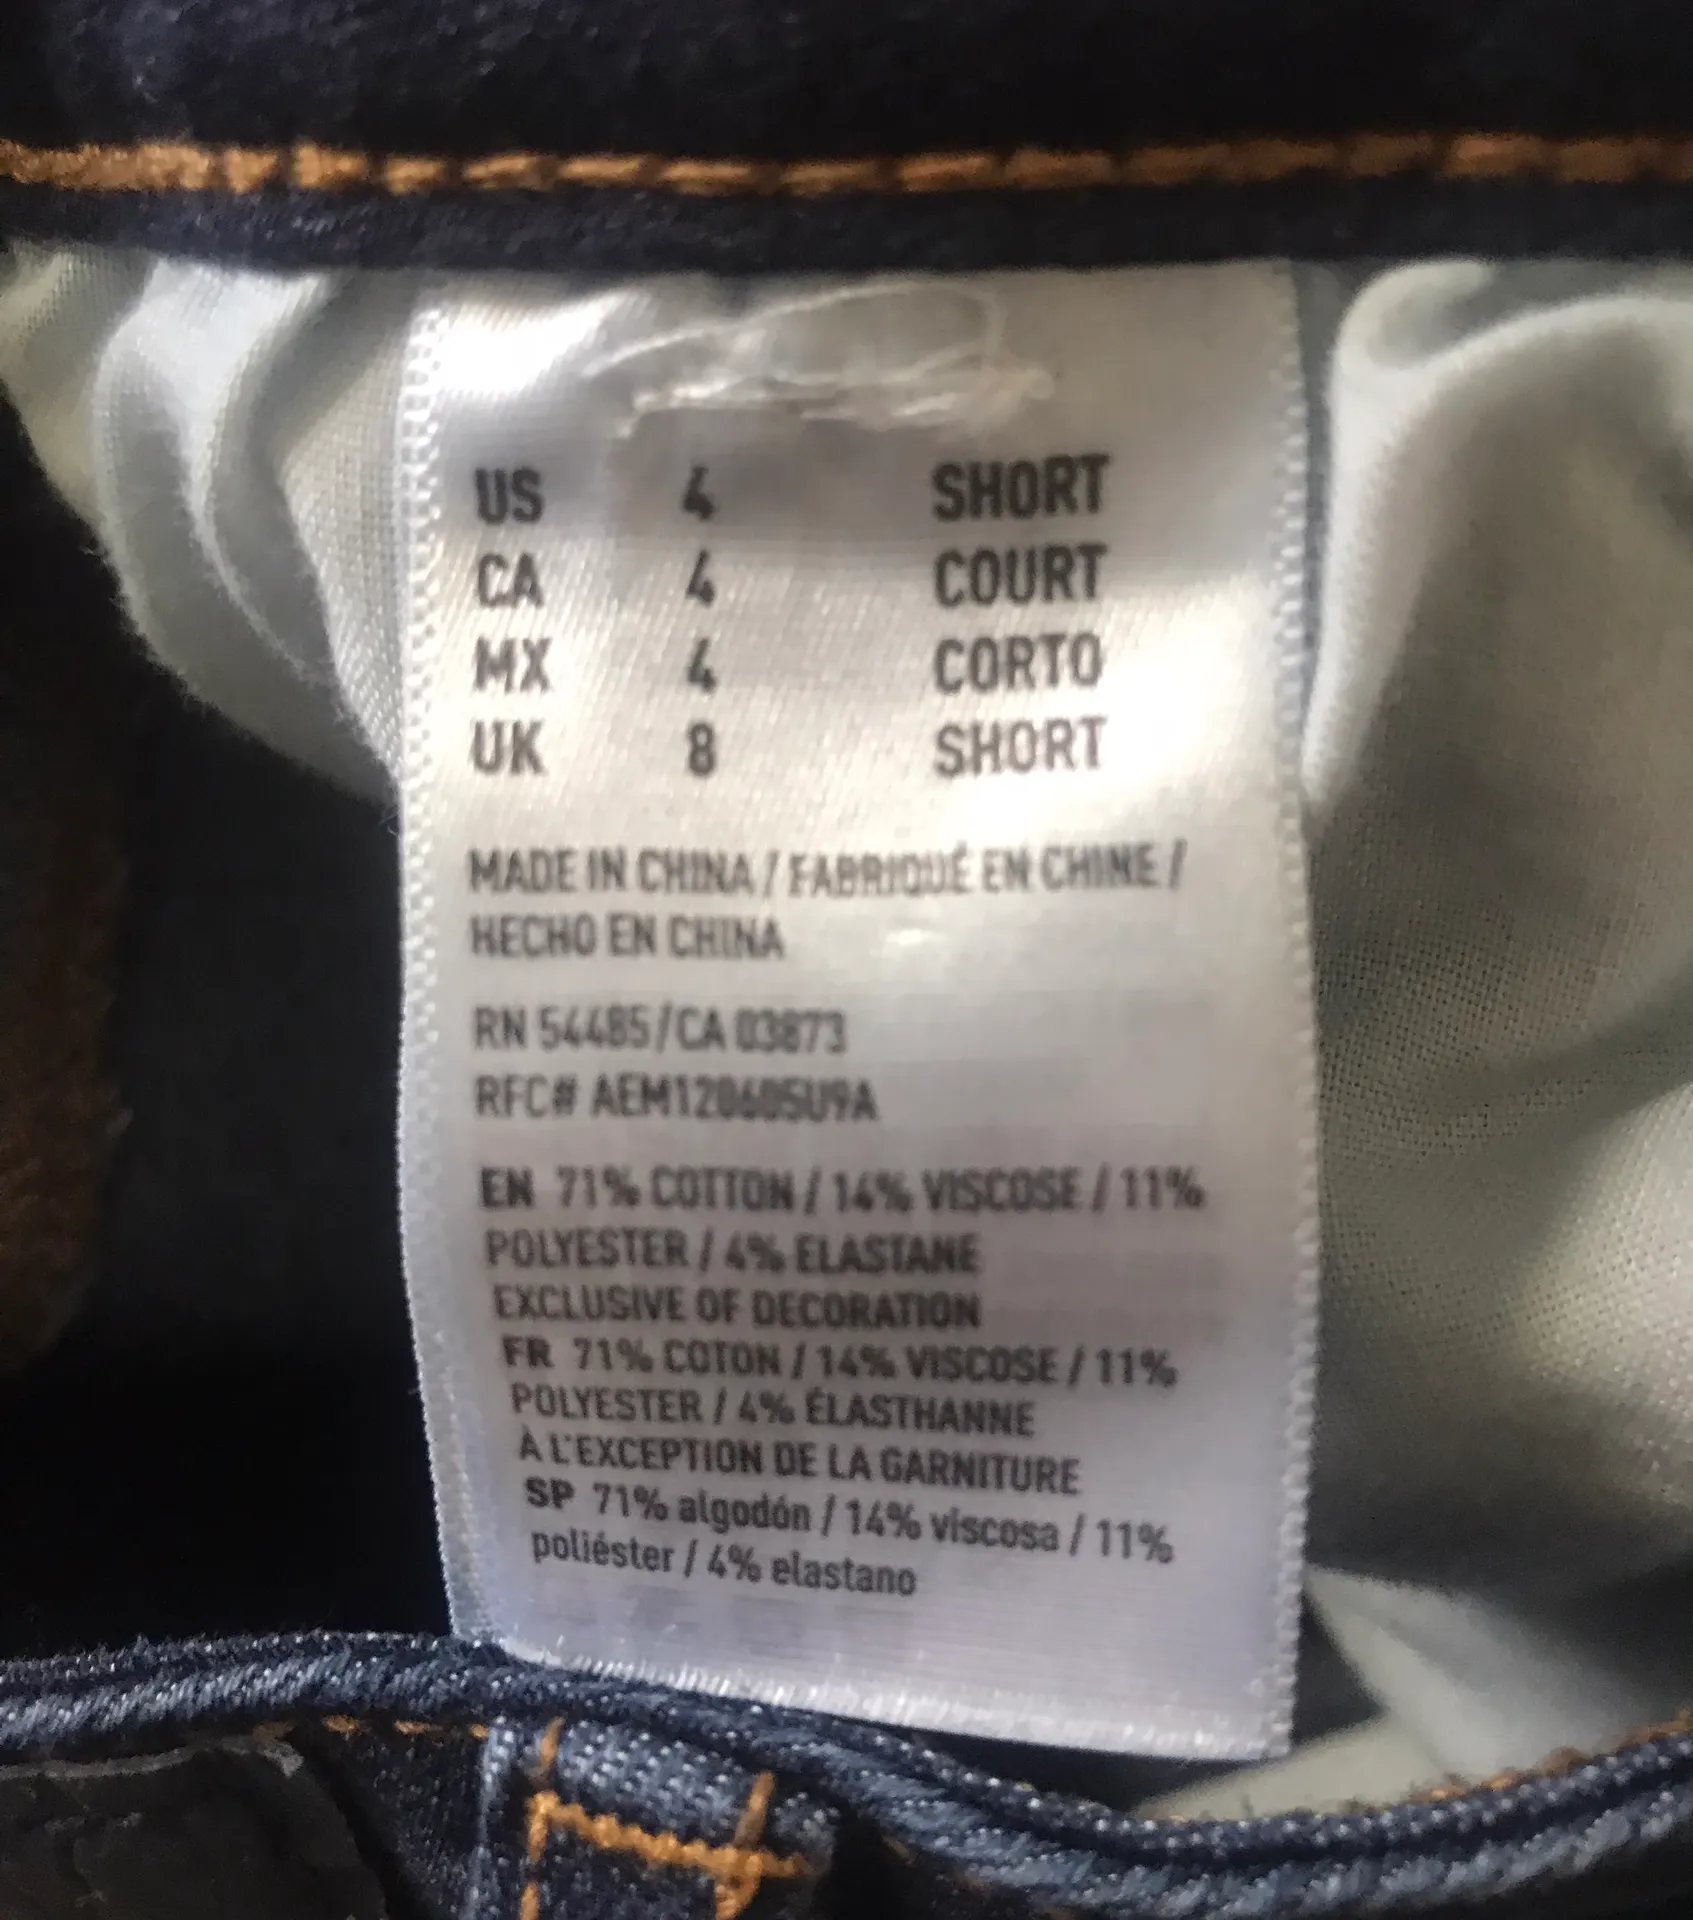 US 4 SHORT
CA 4 COURT
MX 4 CORTO
UK 8 SHORT
MADE IN CHINA / FABRIQUÉ EN CHINE /
HECHO EN CHINA
RN 54485/CA 03873
RFC# AEM120605U9A
EN 71% COTTON / 14% VISCOSE / 11%
POLYESTER / 4% ELASTANE
EXCLUSIVE OF DECORATION
FR 71% COTON / 14% VISCOSE / 11%
POLYESTER / 4% ÉLASTHANNE
À L'EXCEPTION DE LA GARNITURE
SP 71% algodón / 14% viscosa / 11%
poliéster / 4% elastano